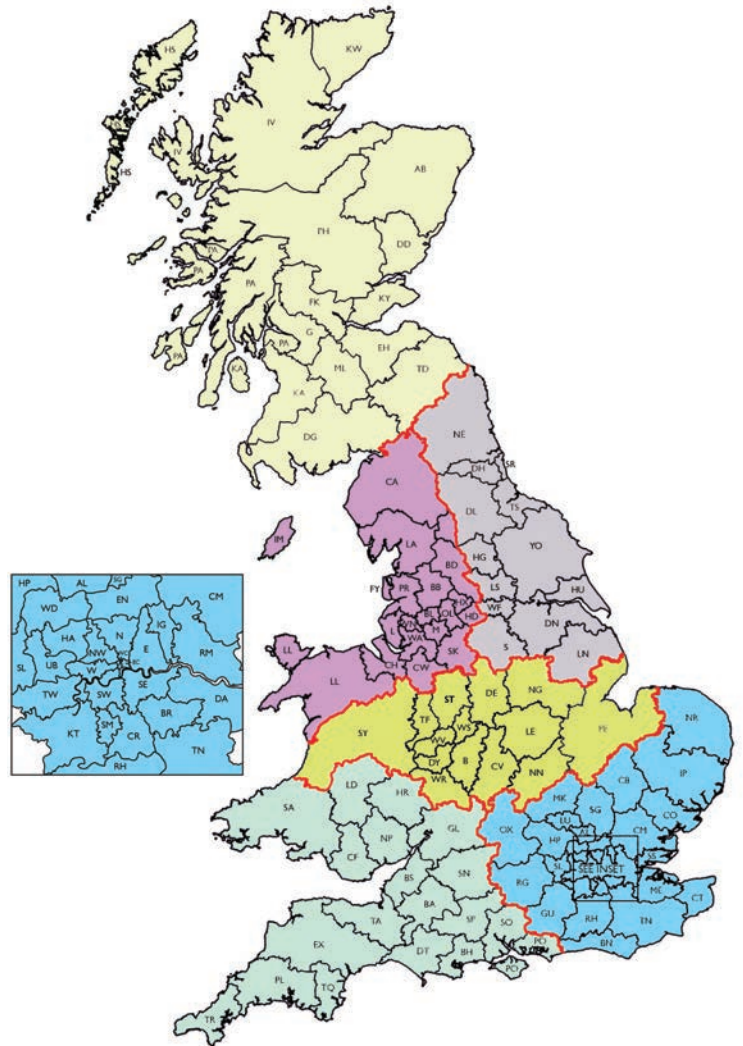 HS
KW
HS
IV
IV
HS
AB
PH
DD
PA
PA
PA
FK
KY
G
PA
EH
PA
ML
TD
KA
KA
DG
NE
CA
DH
SR
DL
TS
IM
LA
HG
YO
BD
FY
PR
BB
LS
HU
BL
OL
HX
WF
WN
HD
DN
L
M
WA
S
LN
LL
CH
CW
SK
LL
DE
NG
ST
TF
PE
NR
SY
WS
LE
WV
DY
B
CV
NN
WR
CB
IP
LD
HR
MK
SG
SA
OX
CO
NP
GL
LU
HP
AL
CM
CF
SL
SEE INSET
SS
SN
BS
RG
ME
CT
BA
GU
RH
TN
TA
SP
SO
PO
BN
EX
DT
BH
PO
PL
TQ
TR
HP
AL
SG
CM
EN
WD
HA
N
IG
NW
E
RM
UB
WC
EC
SL
W
TW
SW
SE
DA
KT
SM
BR
CR
TN
RH